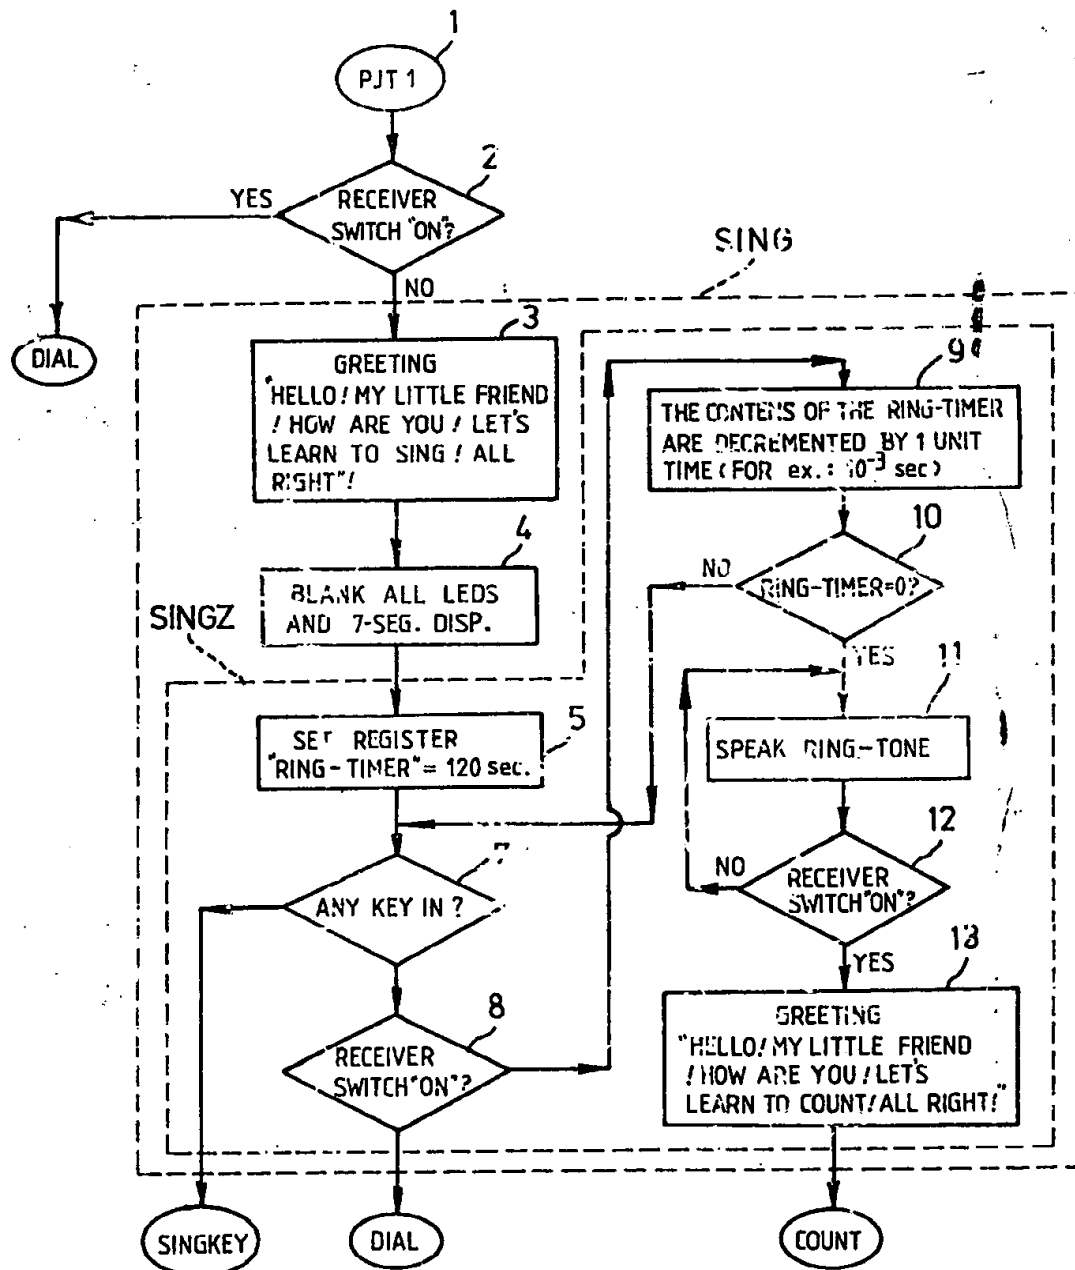 1
PJT 1
2
YES
RECEIVER
SWITCH "ON"?
SING
NO
DIAL
3
GREETING
"HELLO! MY LITTLE FRIEND
! HOW ARE YOU! LET'S
LEARN TO SING! ALL
RIGHT"!
4
BLANK ALL LEDS
AND 7-SEG. DISP.
SINGZ
5
SET REGISTER
"RING-TIMER" = 120 sec.
7
ANY KEY IN ?
8
RECEIVER
SWITCH "ON"?
9
THE CONTENS OF THE RING-TIMER
ARE DECREMENTED BY 1 UNIT
TIME (FOR ex.: 10⁻³ sec)
10
NO
RING-TIMER=0?
YES
11
SPEAK RING-TONE
12
NO
RECEIVER
SWITCH "ON"?
YES
13
GREETING
"HELLO! MY LITTLE FRIEND
! HOW ARE YOU! LET'S
LEARN TO COUNT! ALL RIGHT!"
SINGKEY
DIAL
COUNT